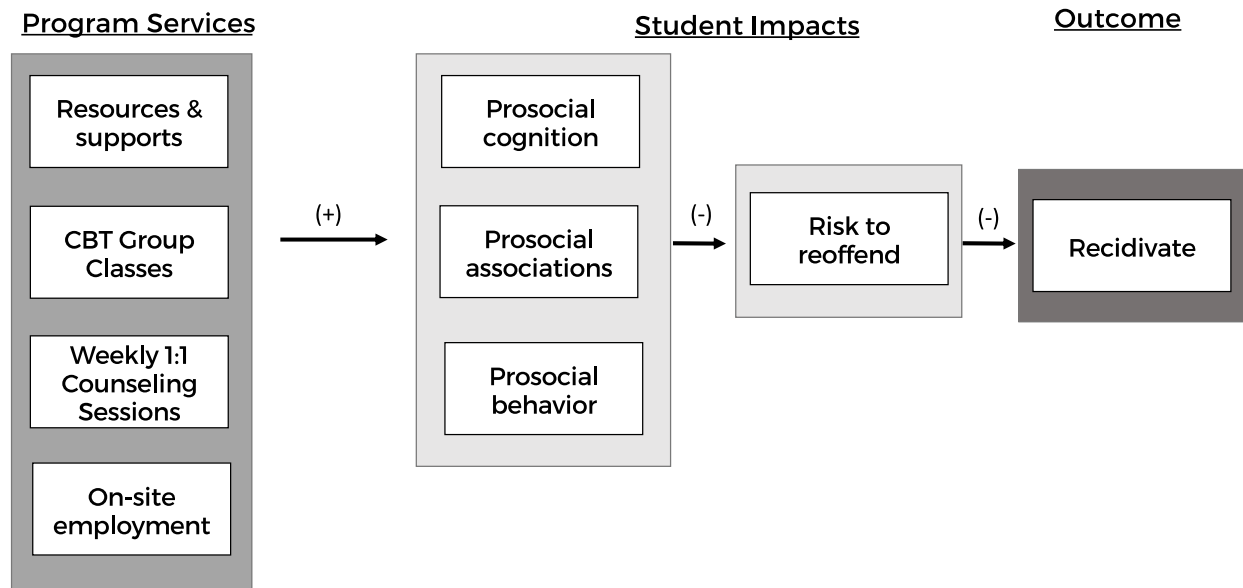 Program Services
Resources &
supports
CBT Group
Classes
Weekly 1:1
Counseling
Sessions
On-site
employment
(+)
Student Impacts
Prosocial
cognition
Prosocial
associations
Prosocial
behavior
(-)
Risk to
reoffend
(-)
Outcome
Recidivate